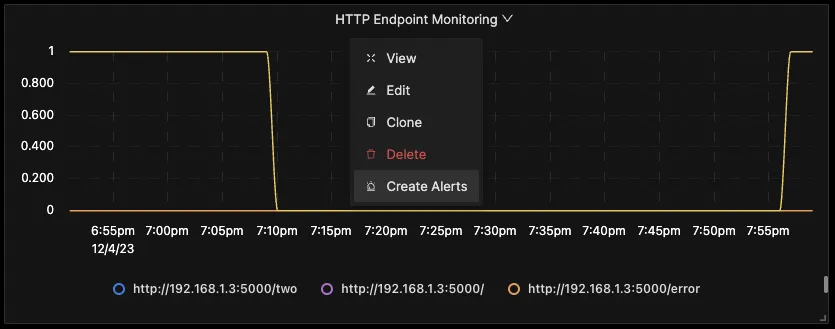 HTTP Endpoint Monitoring
View
Edit
Clone
Delete
Create Alerts
1
0.800
0.600
0.400
0.200
0
6:55pm 7:00pm 7:05pm 7:10pm 7:15pm 7:20pm 7:25pm 7:30pm 7:35pm 7:40pm 7:45pm 7:50pm 7:55pm
12/4/23
http://192.168.1.3:5000/two http://192.168.1.3:5000/ http://192.168.1.3:5000/error